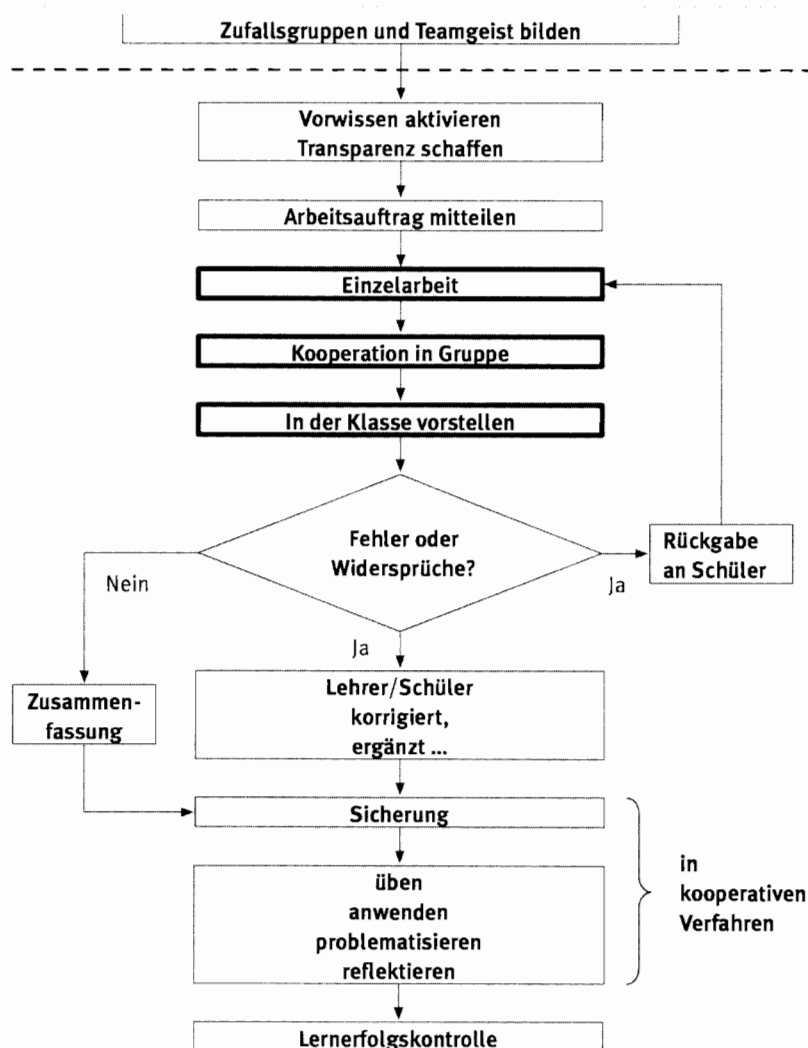 Zufallsgruppen und Teamgeist bilden
Vorwissen aktivieren
Transparenz schaffen
Arbeitsauftrag mitteilen
Einzelarbeit
Kooperation in Gruppe
In der Klasse vorstellen
Fehler oder
Widersprüche?
Rückgabe
an Schüler
Nein
Ja
Ja
Zusammen-
fassung
Lehrer/Schüler
korrigiert,
ergänzt ...
Sicherung
üben
anwenden
problematisieren
reflektieren
in
kooperativen
Verfahren
Lernerfolgskontrolle